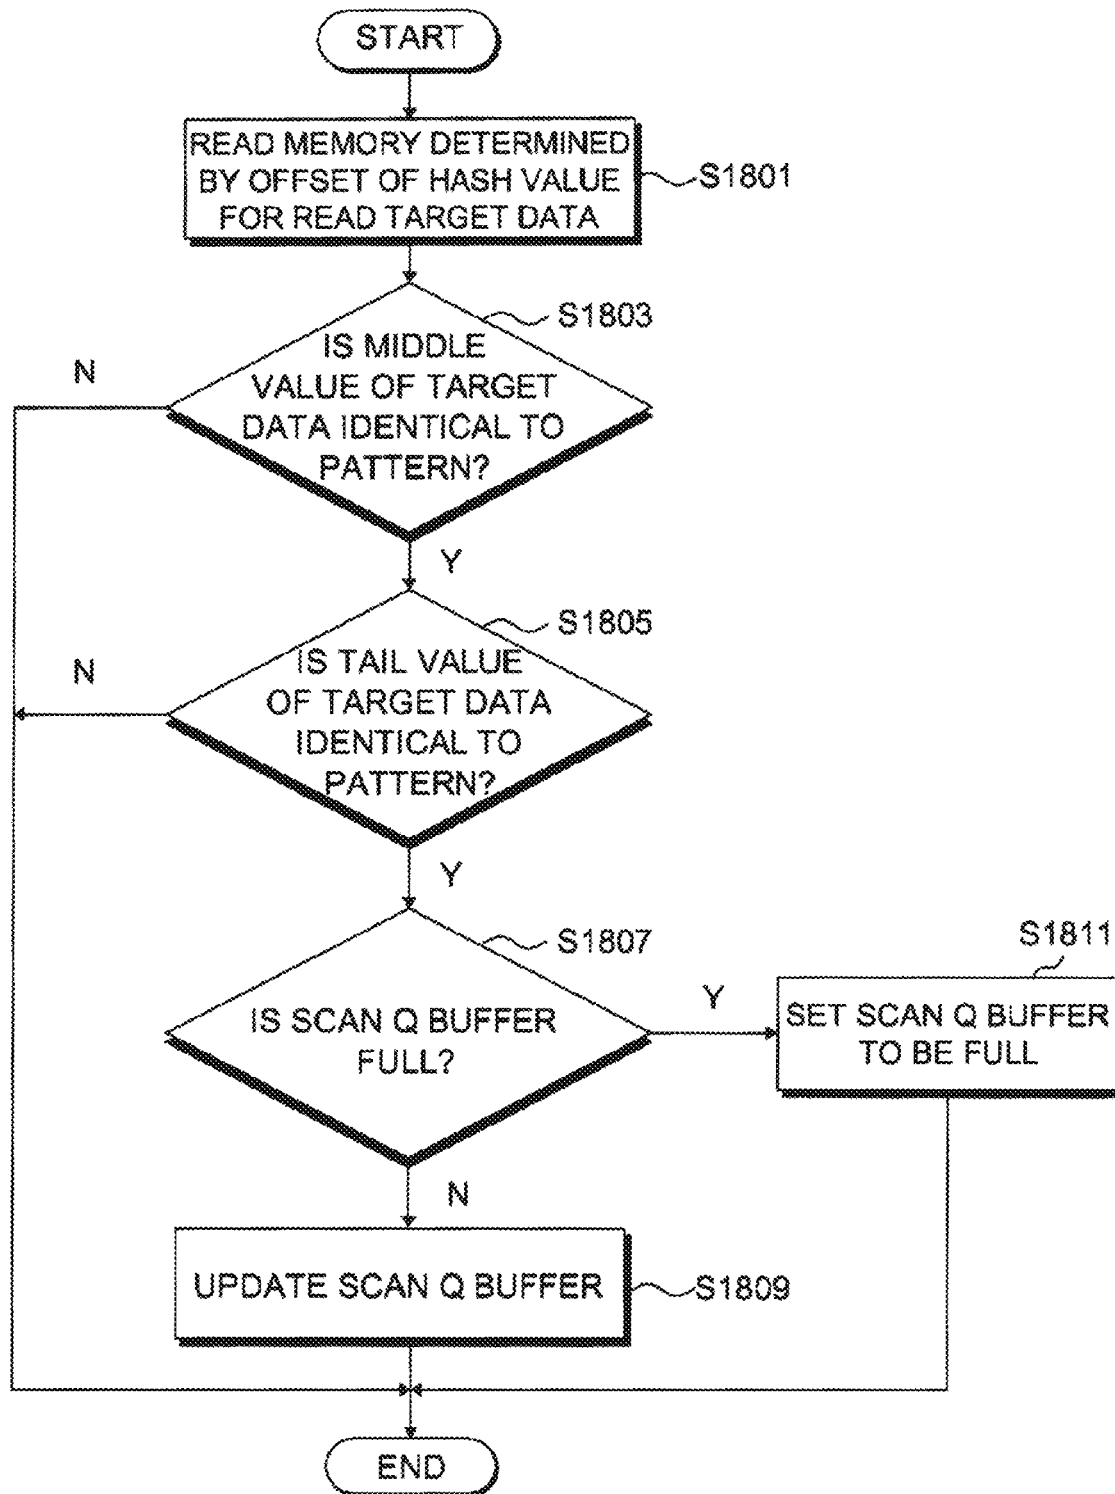 START
READ MEMORY DETERMINED
BY OFFSET OF HASH VALUE
FOR READ TARGET DATA
S1801
S1803
IS MIDDLE
VALUE OF TARGET
DATA IDENTICAL TO
PATTERN?
N
Y
S1805
IS TAIL VALUE
OF TARGET DATA
IDENTICAL TO
PATTERN?
N
Y
S1807
IS SCAN Q BUFFER
FULL?
Y
S1811
SET SCAN Q BUFFER
TO BE FULL
N
UPDATE SCAN Q BUFFER
S1809
END